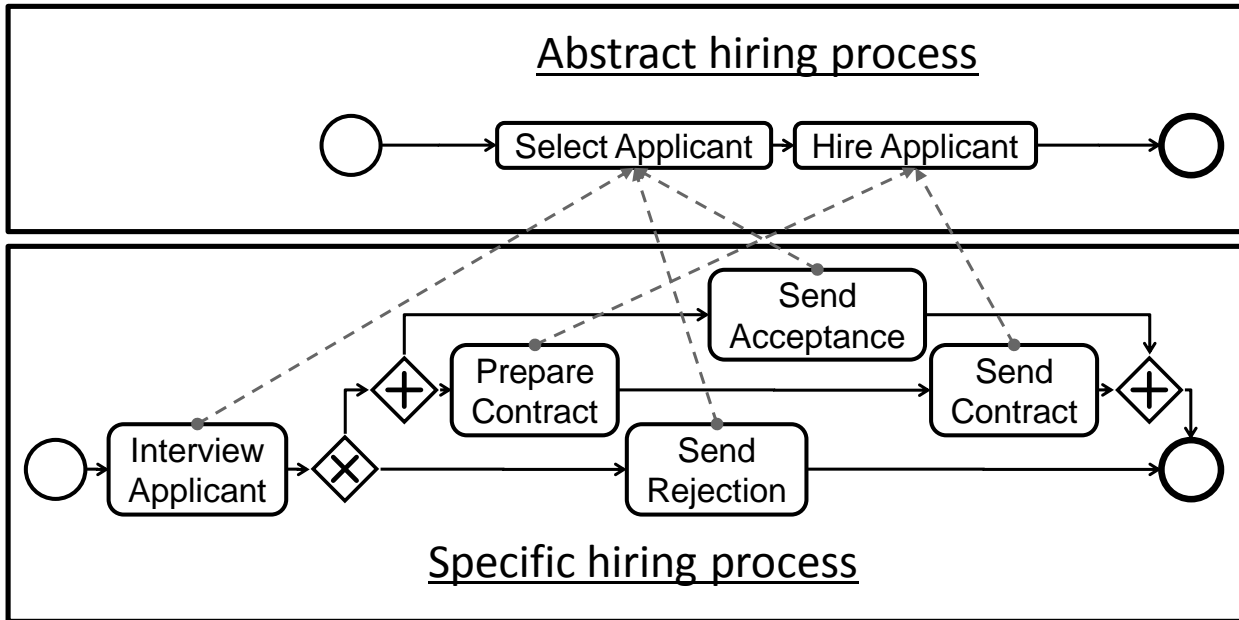 Abstract hiring process
Select Applicant
Hire Applicant
Send
Acceptance
Prepare
Contract
Send
Contract
Interview
Applicant
Send
Rejection
Specific hiring process